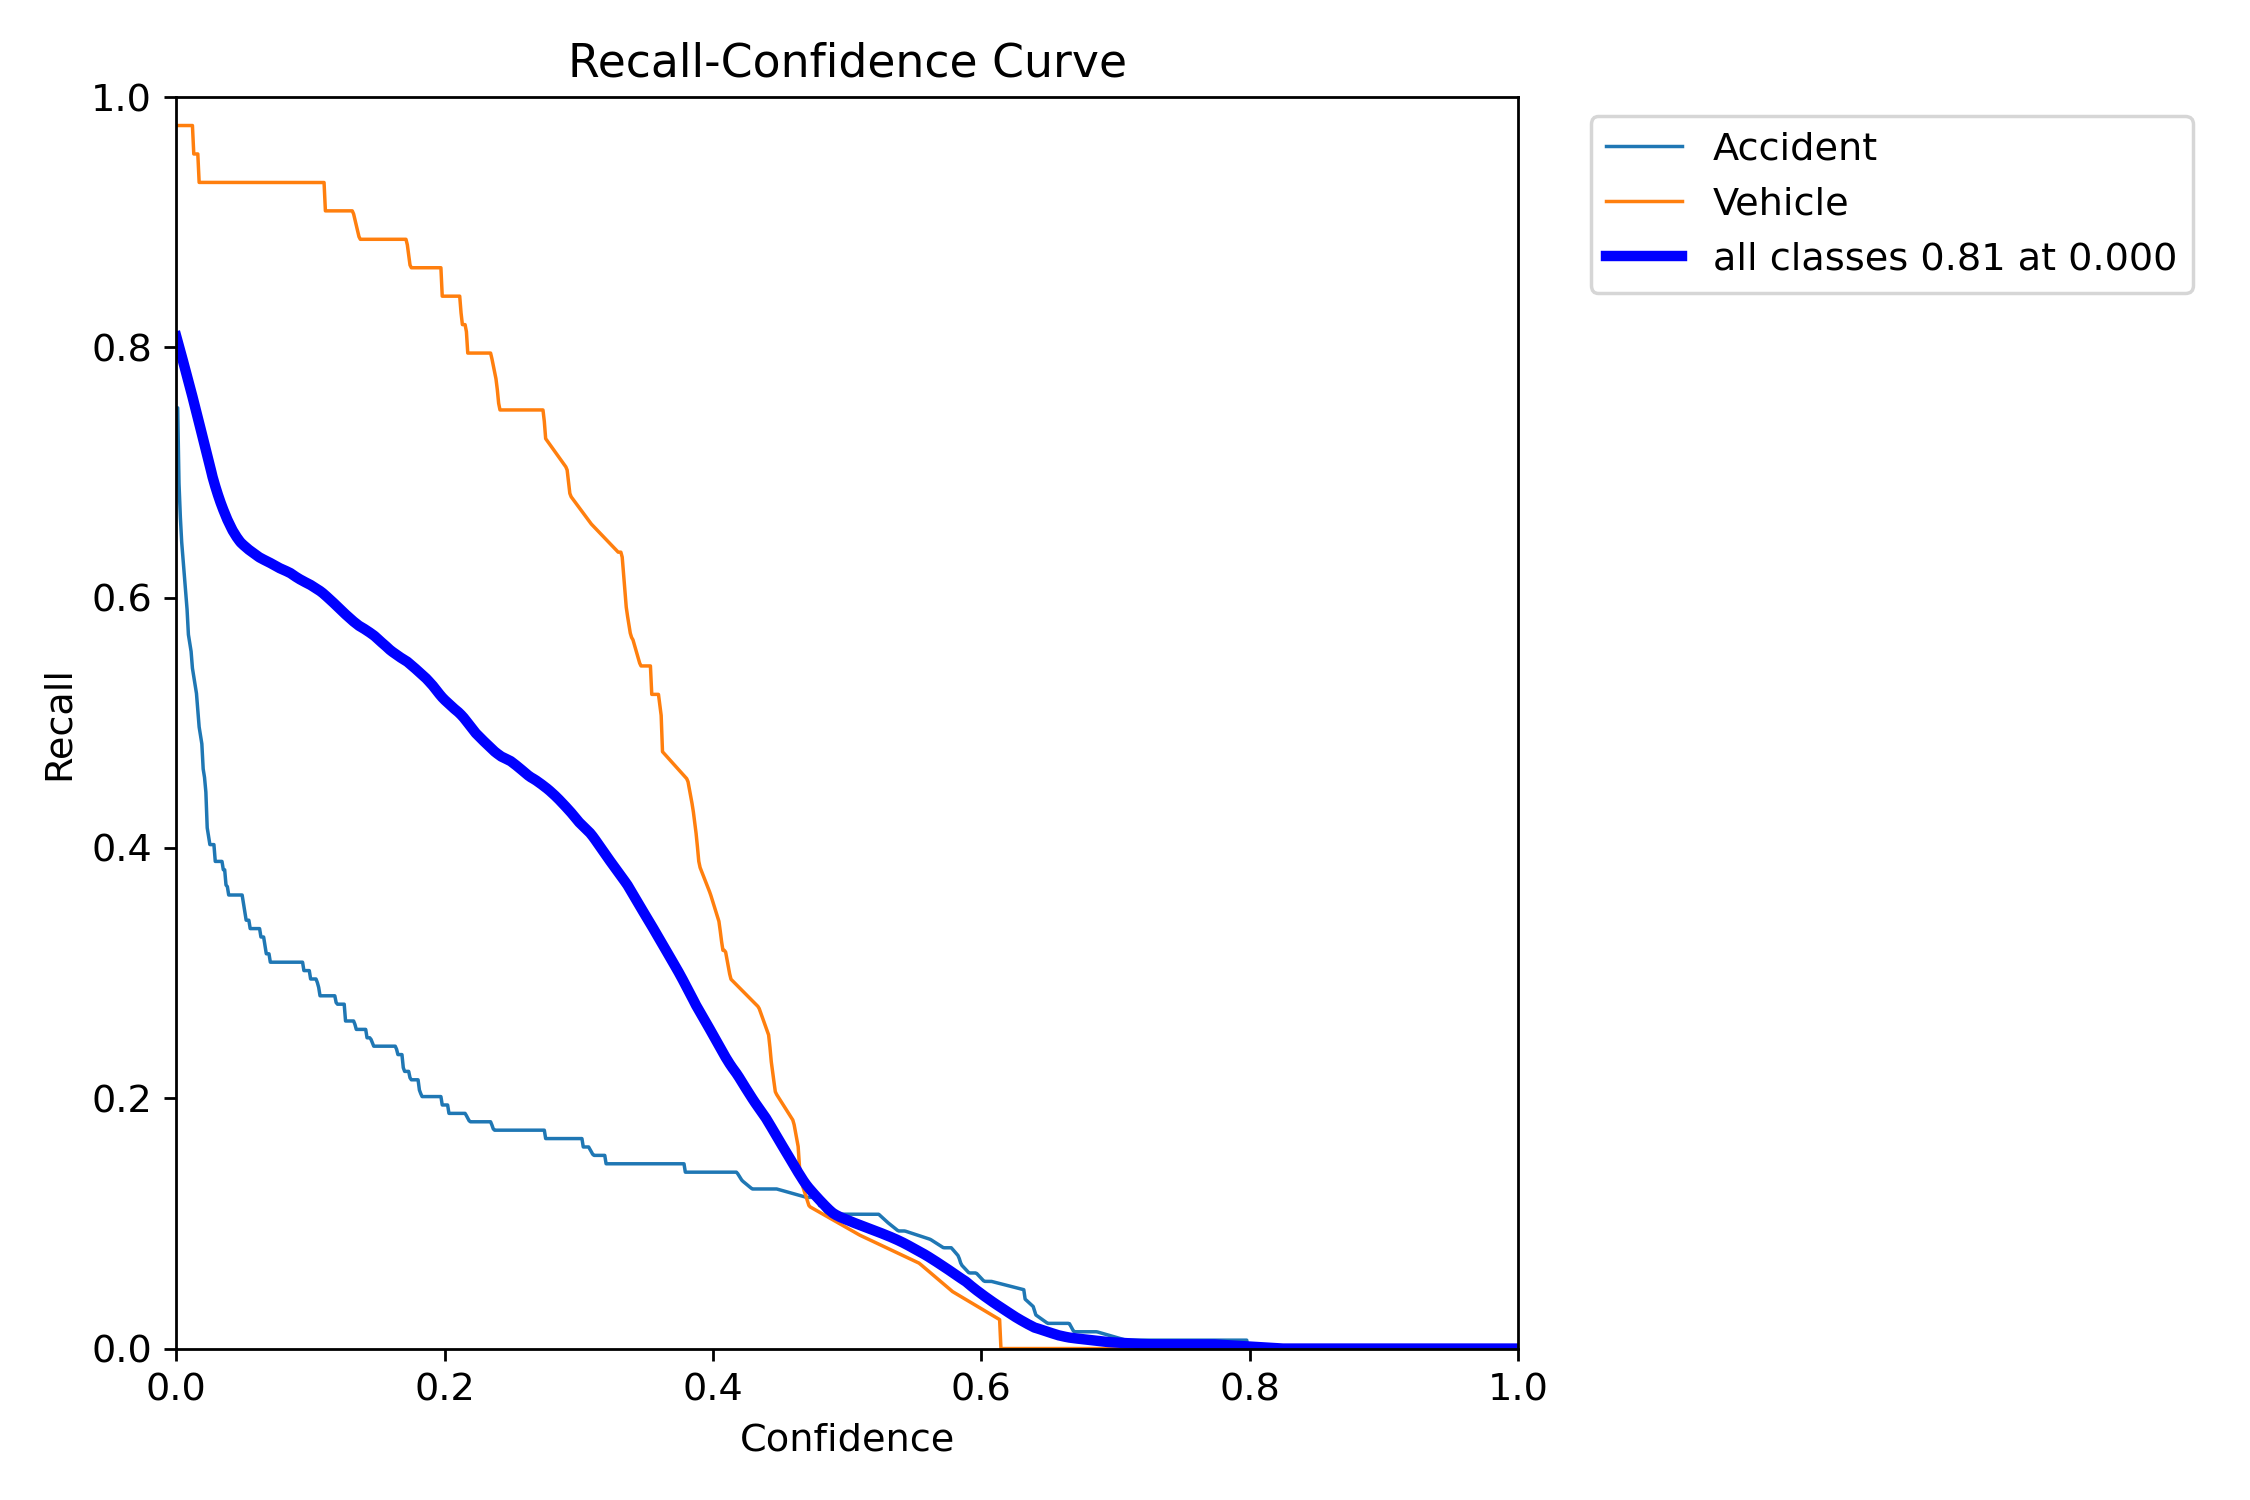 Recall-Confidence Curve
1.0
0.8
0.6
0.4
0.2
0.0
Recall
0.0 0.2 0.4 0.6 0.8 1.0
Confidence
Accident
Vehicle
all classes 0.81 at 0.000